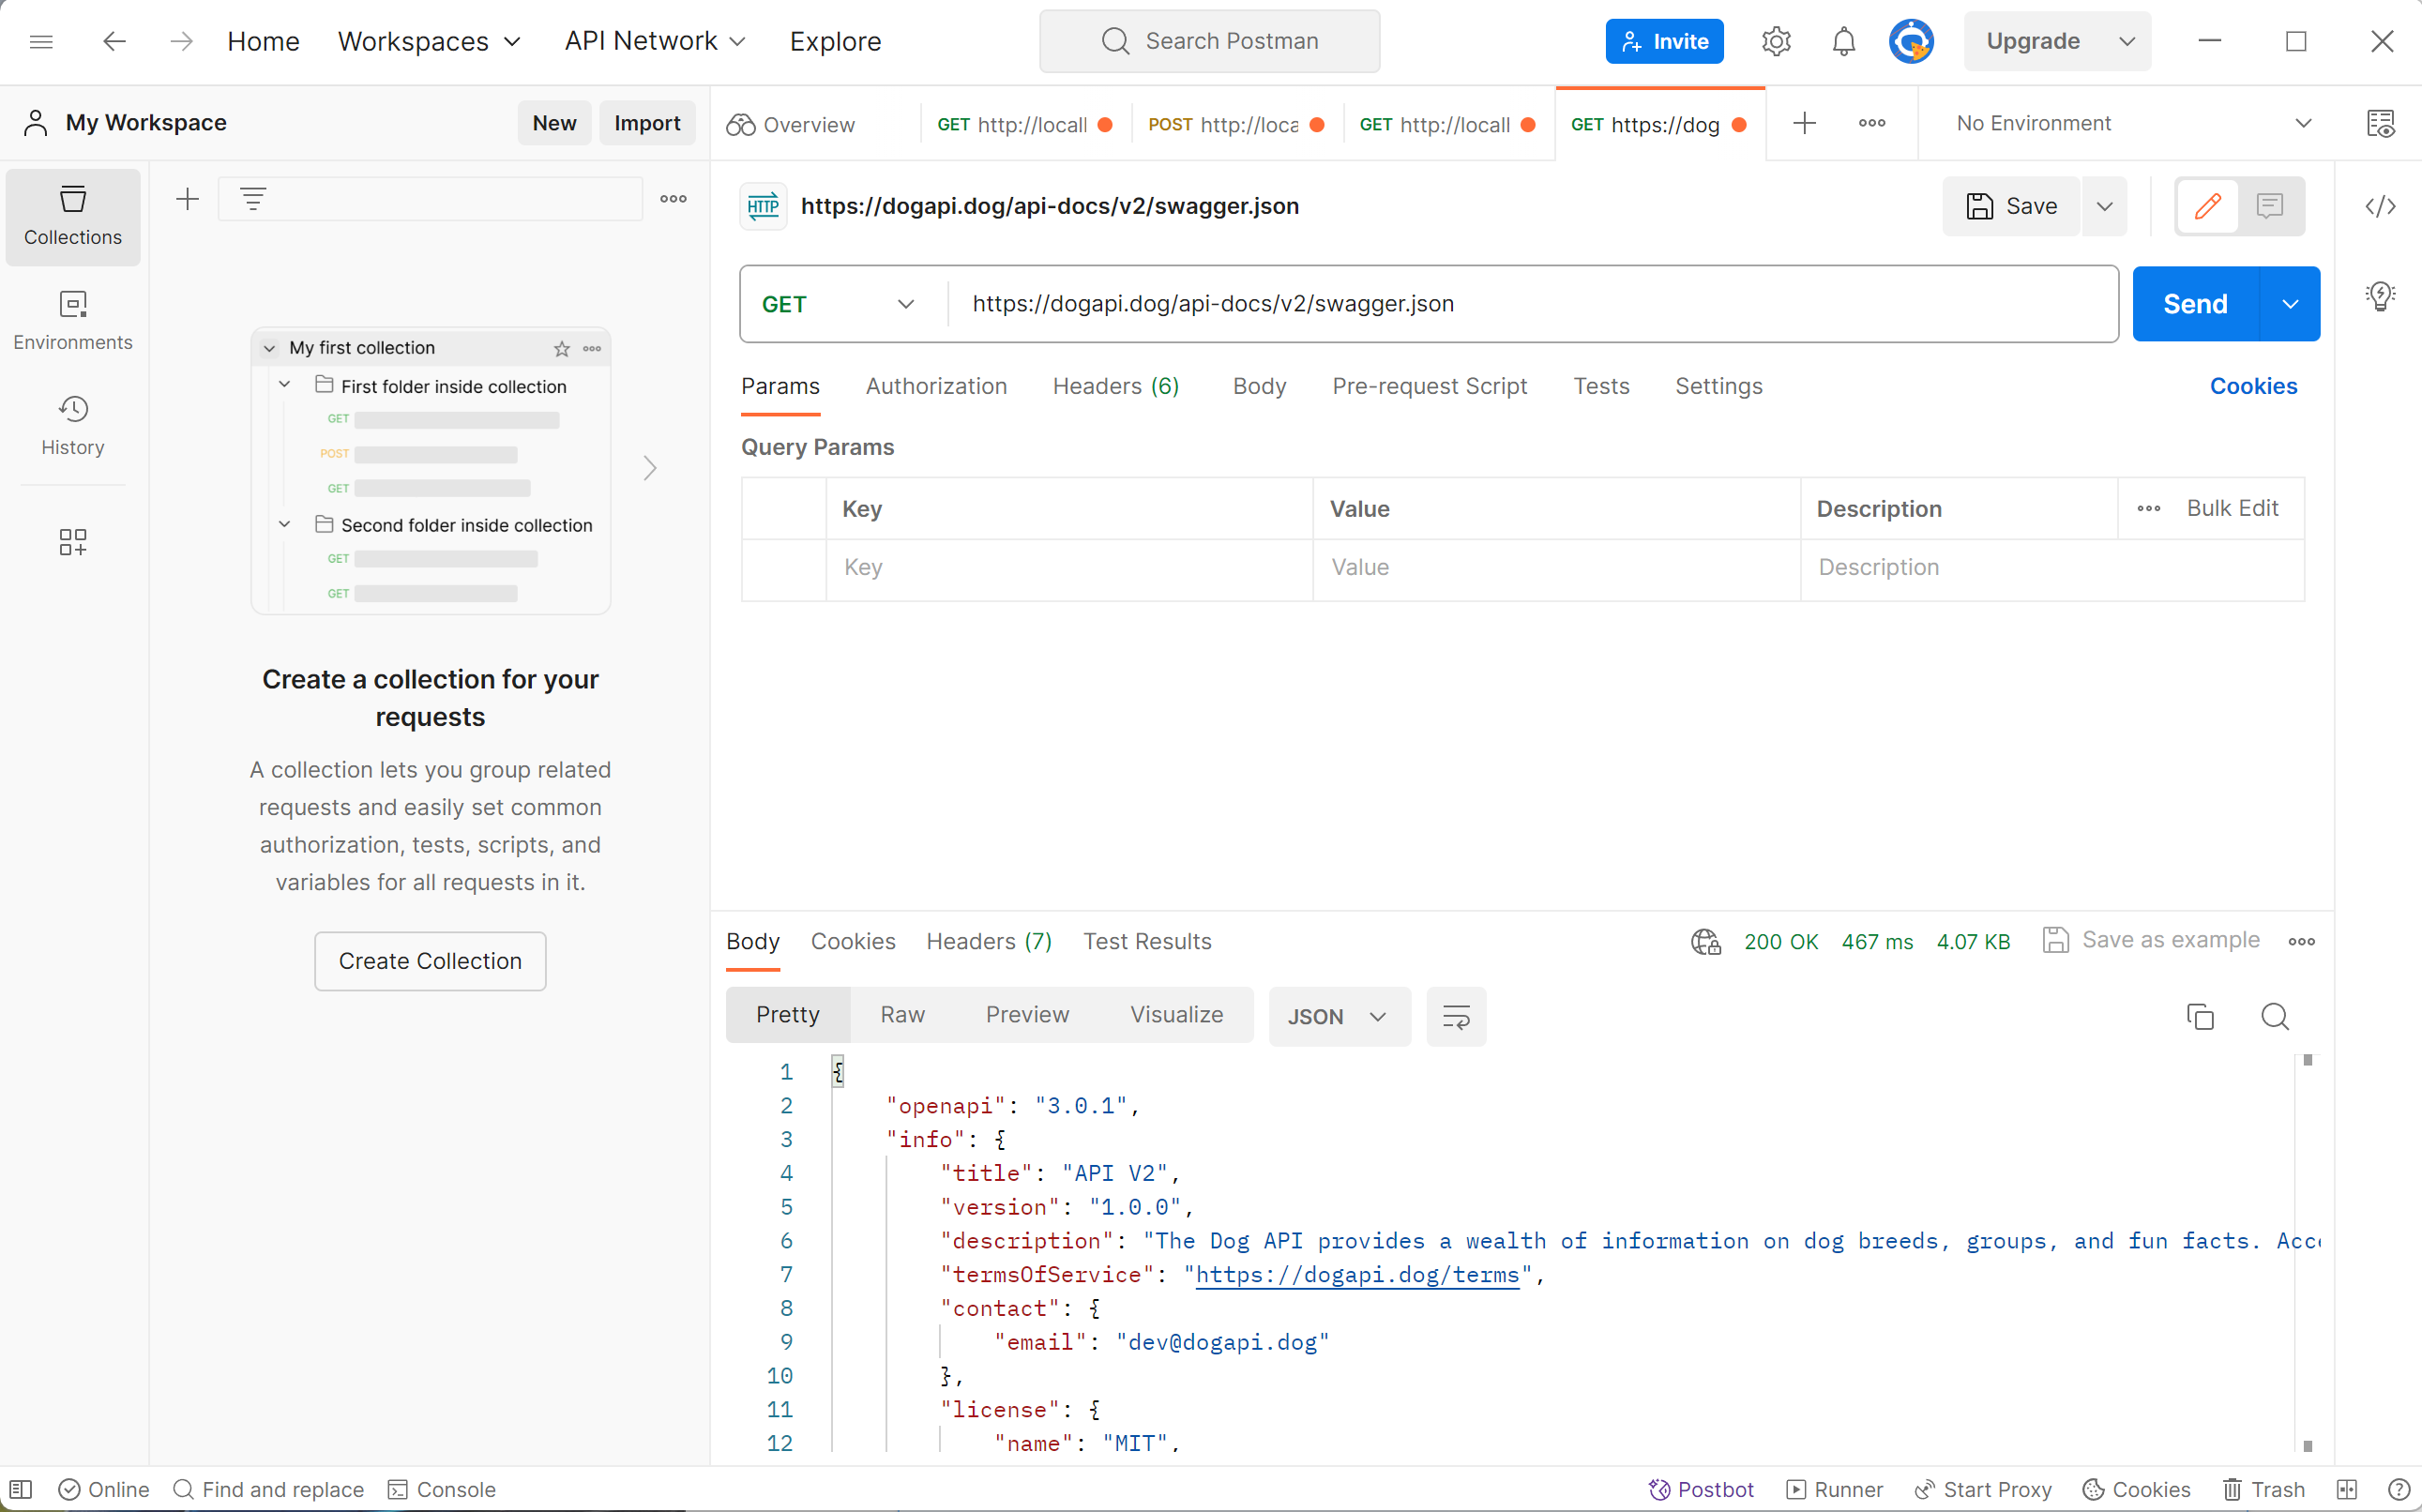 Home Workspaces API Network Explore Search Postman Invite Upgrade
My Workspace New Import Overview GET http://locall POST http://loca GET http://locall GET https://dog No Environment
Collections
Environments
History
My first collection
First folder inside collection
GET
POST
GET
Second folder inside collection
GET
GET
Create a collection for your
requests
A collection lets you group related
requests and easily set common
authorization, tests, scripts, and
variables for all requests in it.
Create Collection
HTTP https://dogapi.dog/api-docs/v2/swagger.json Save
GET https://dogapi.dog/api-docs/v2/swagger.json Send
Params Authorization Headers (6) Body Pre-request Script Tests Settings Cookies
Query Params
Key Value Description Bulk Edit
Key Value Description
Body Cookies Headers (7) Test Results 200 OK 467 ms 4.07 KB Save as example
Pretty Raw Preview Visualize JSON
1 {
2 "openapi": "3.0.1",
3 "info": {
4 "title": "API V2",
5 "version": "1.0.0",
6 "description": "The Dog API provides a wealth of information on dog breeds, groups, and fun facts. Acc
7 "termsOfService": "https://dogapi.dog/terms",
8 "contact": {
9 "email": "dev@dogapi.dog"
10 },
11 "license": {
12 "name": "MIT",
Online Find and replace Console Postbot Runner Start Proxy Cookies Trash